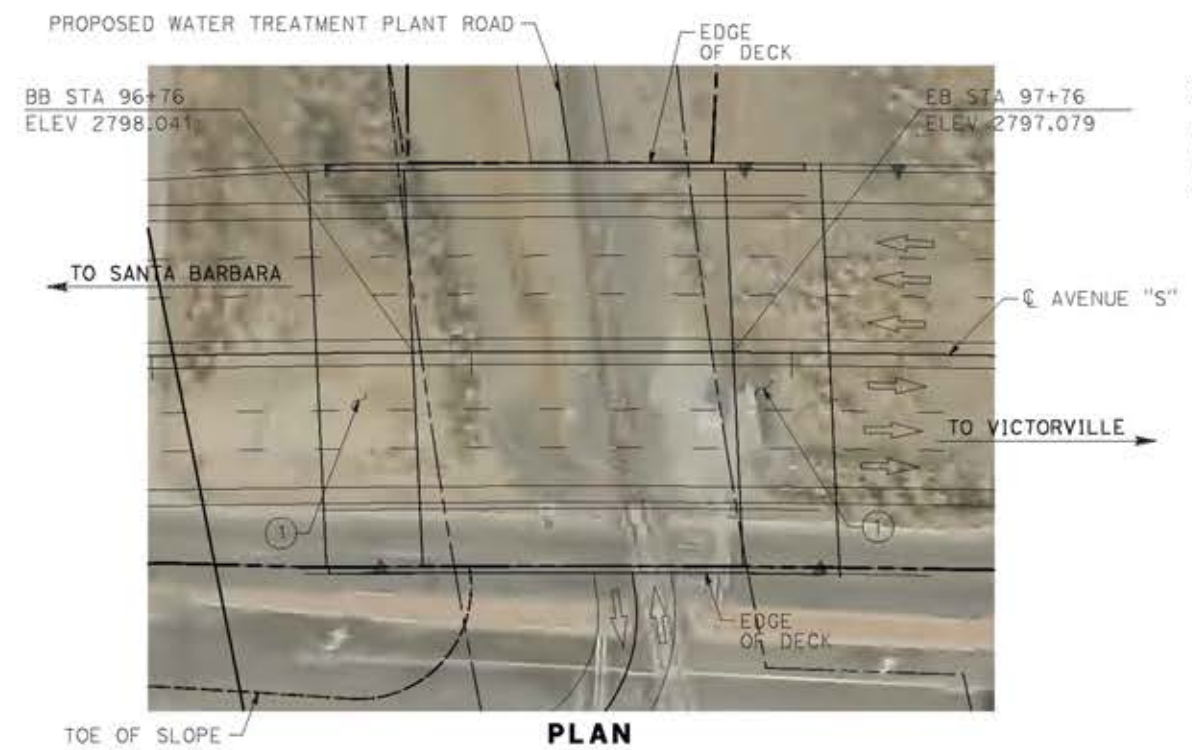 PROPOSED WATER TREATMENT PLANT ROAD
EDGE
OF DECK
BB STA 96+76
ELEV 2798.041
EB STA 97+76
ELEV 2797.079
TO SANTA BARBARA
℄ AVENUE "S"
TO VICTORVILLE
1
1
EDGE
OF DECK
TOE OF SLOPE
PLAN